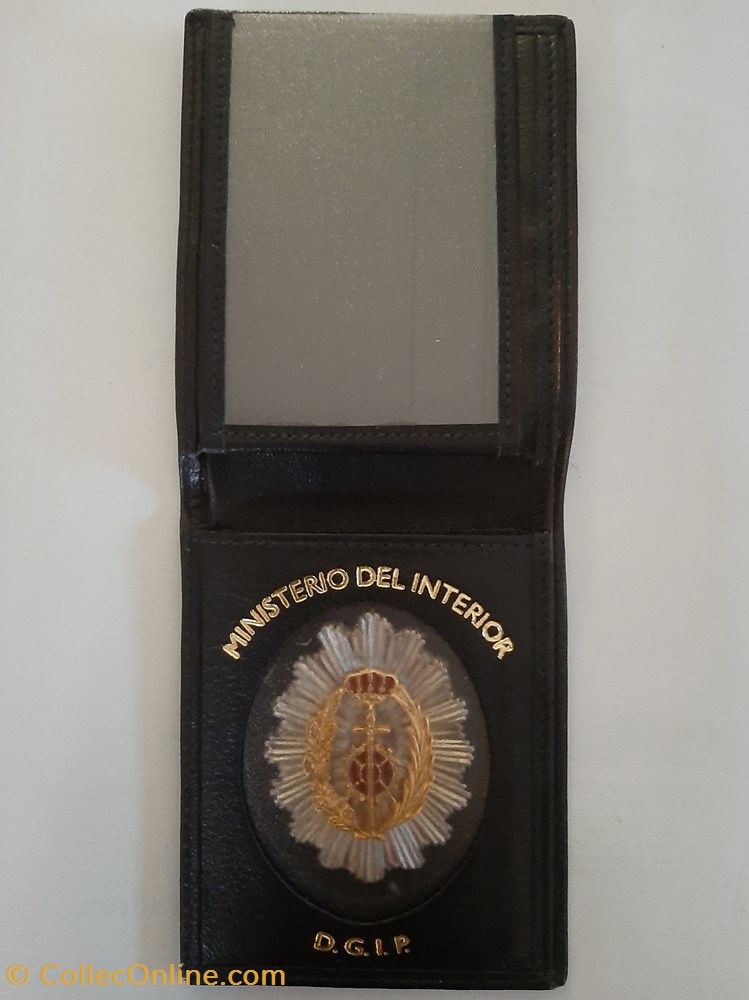 MINISTERIO DEL INTERIOR
D.G.I.P.
© CollecOnline.com